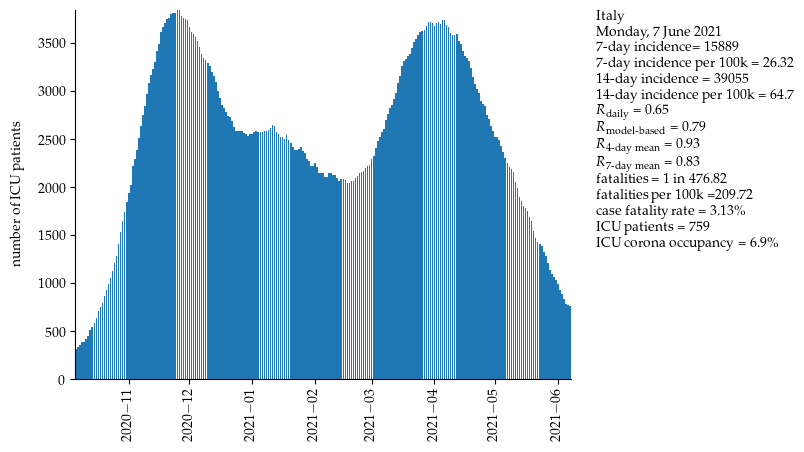 Italy
Monday, 7 June 2021
7-day incidence= 15889
7-day incidence per 100k = 26.32
14-day incidence = 39055
14-day incidence per 100k = 64.7
R daily = 0.65
R model-based = 0.79
R 4-day mean = 0.93
R 7-day mean = 0.83
fatalities = 1 in 476.82
fatalities per 100k =209.72
case fatality rate = 3.13%
ICU patients = 759
ICU corona occupancy = 6.9%
number of ICU patients
3500
3000
2500
2000
1500
1000
500
0
2020−11
2020−12
2021−01
2021−02
2021−03
2021−04
2021−05
2021−06